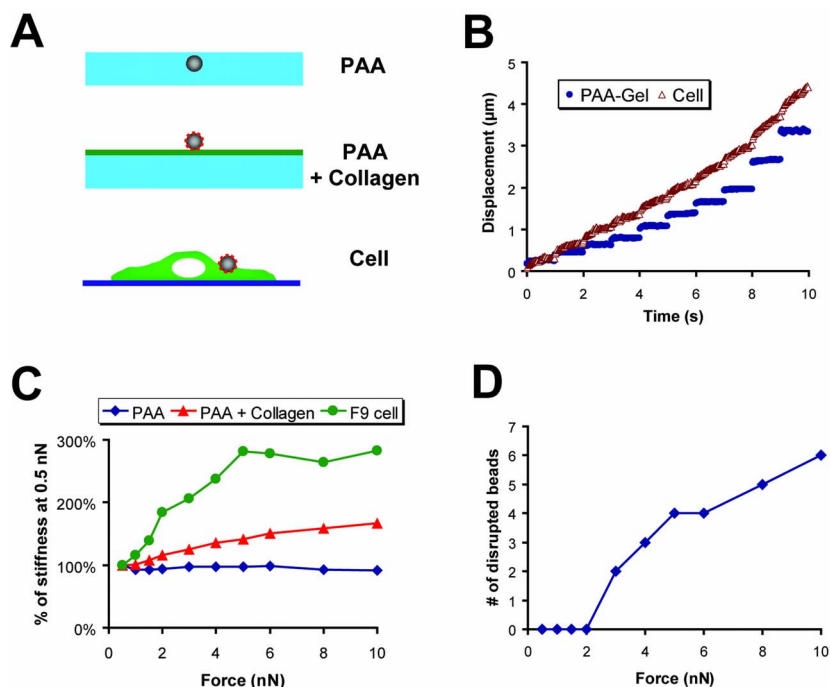 A
PAA
PAA
+ Collagen
Cell
B
PAA-Gel Cell
Displacement (µm)
5
4
3
2
1
0
0 2 4 6 8 10
Time (s)
C
PAA PAA + Collagen F9 cell
% of stiffness at 0.5 nN
300%
200%
100%
0%
0 2 4 6 8 10
Force (nN)
D
# of disrupted beads
7
6
5
4
3
2
1
0
0 2 4 6 8 10
Force (nN)